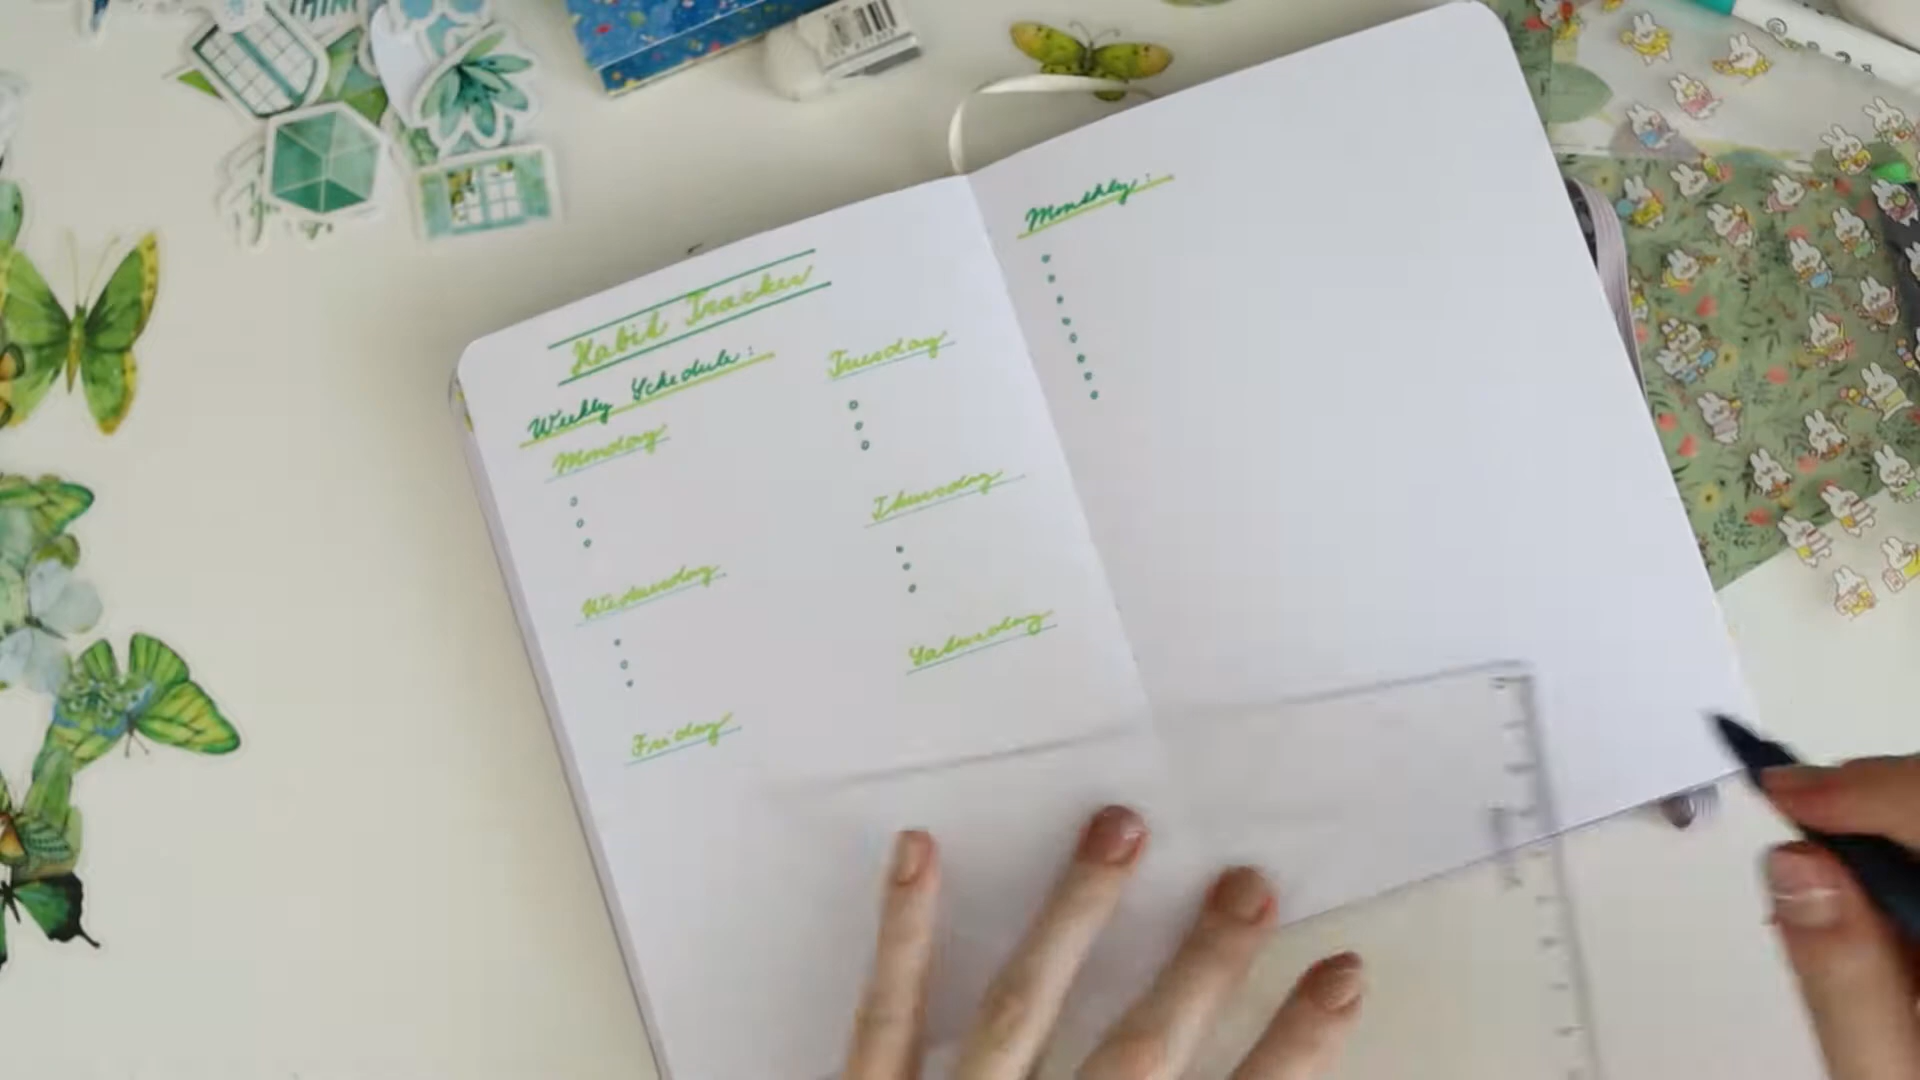 Habit Tracker
Weekly Schedule:
Monday
Tuesday
Wednesday
Thursday
Friday
Saturday
Monthly: